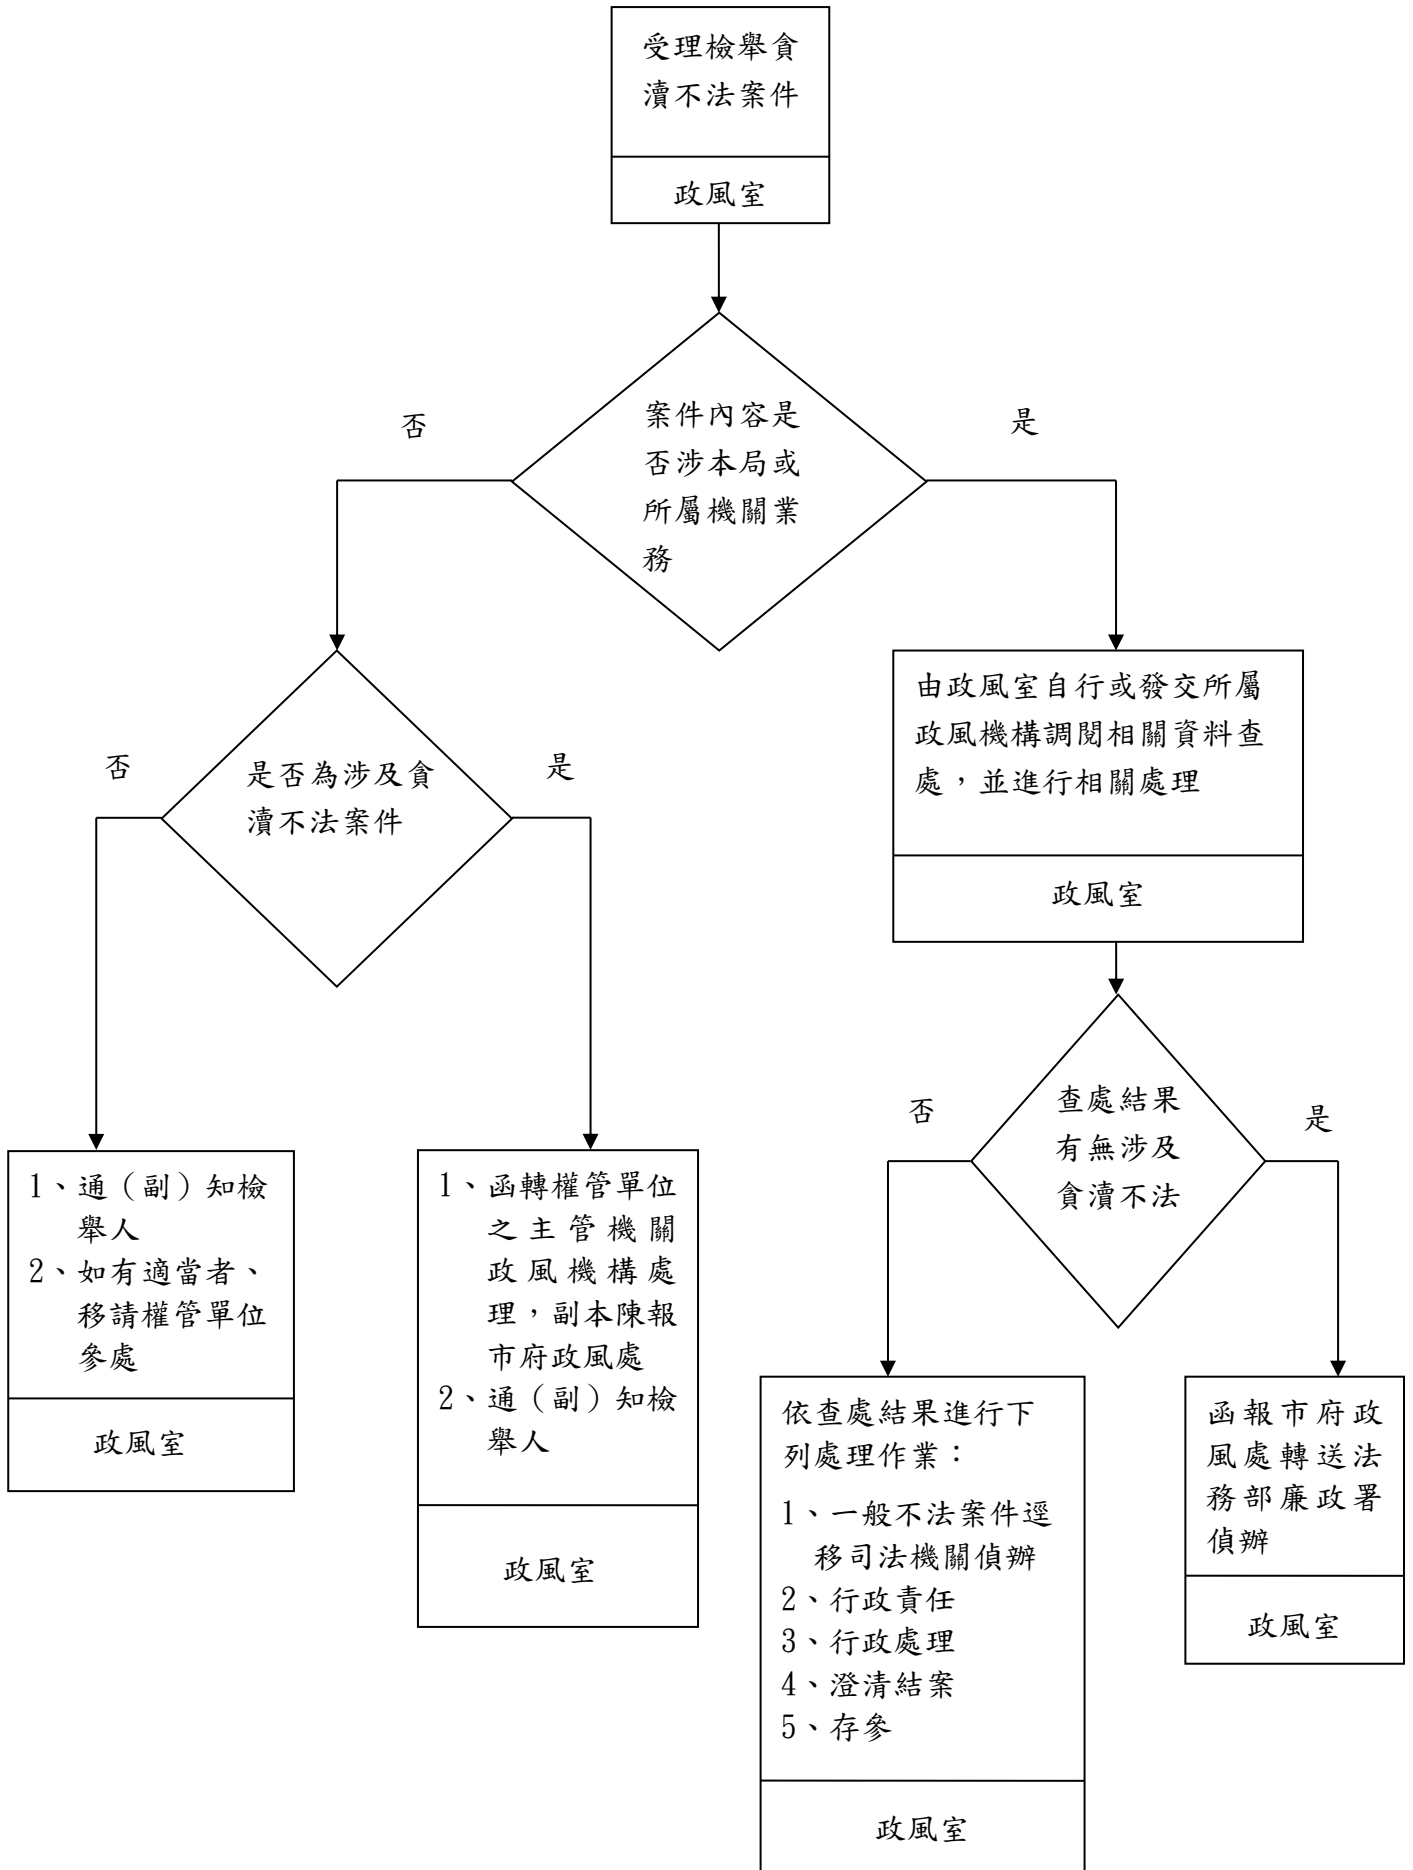 受理檢舉貪
瀆不法案件
政風室
案件內容是
否涉本局或
所屬機關業
務
否
是
由政風室自行或發交所屬
政風機構調閱相關資料查
處，並進行相關處理
政風室
是否為涉及貪
瀆不法案件
否
是
查處結果
有無涉及
貪瀆不法
否
是
1、通（副）知檢
舉人
2、如有適當者、
移請權管單位
參處
政風室
1、函轉權管單位
之主管機關
政風機構處
理，副本陳報
市府政風處
2、通（副）知檢
舉人
政風室
依查處結果進行下
列處理作業：
1、一般不法案件逕
移司法機關偵辦
2、行政責任
3、行政處理
4、澄清結案
5、存參
政風室
函報市府政
風處轉送法
務部廉政署
偵辦
政風室